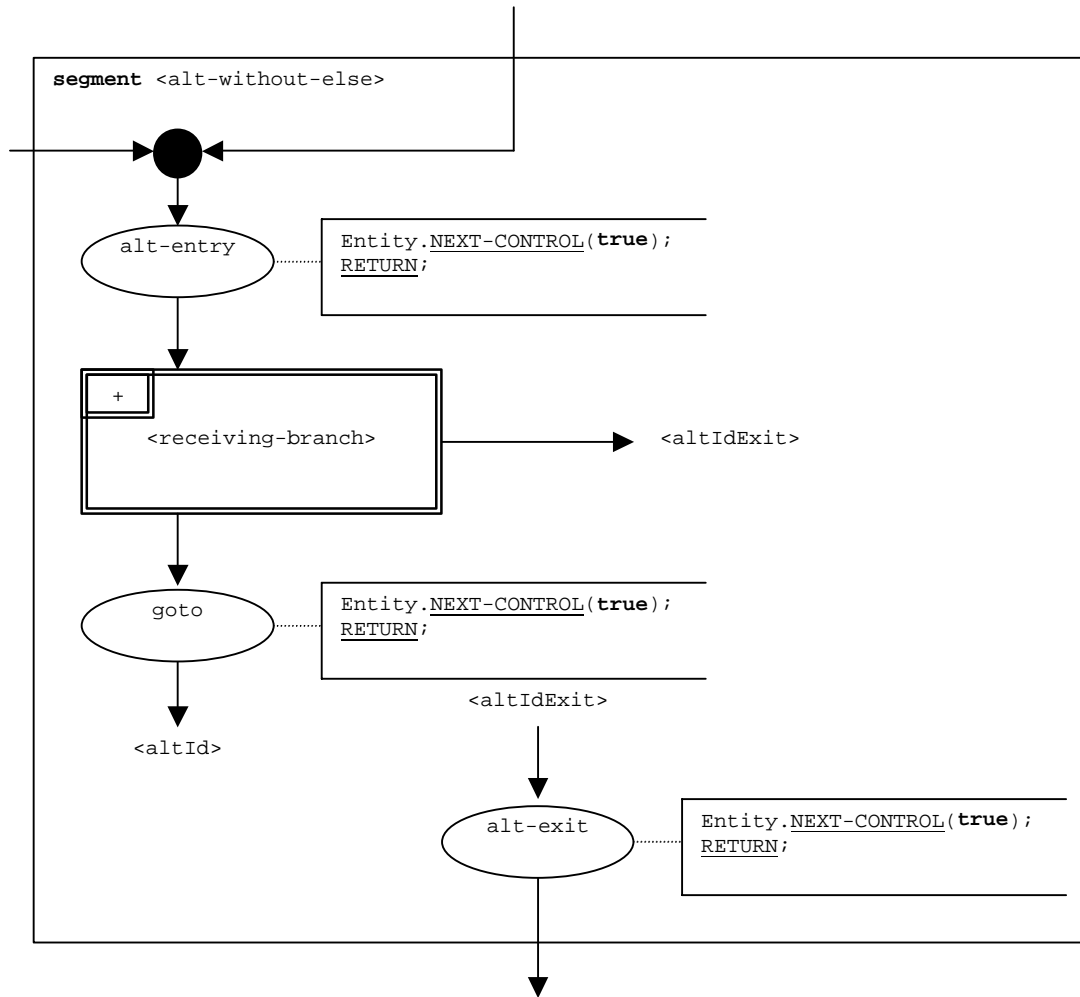 segment <alt-without-else>
alt-entry
Entity.NEXT-CONTROL(true);
RETURN;
+
<receiving-branch>
<altIdExit>
goto
Entity.NEXT-CONTROL(true);
RETURN;
<altId>
<altIdExit>
alt-exit
Entity.NEXT-CONTROL(true);
RETURN;